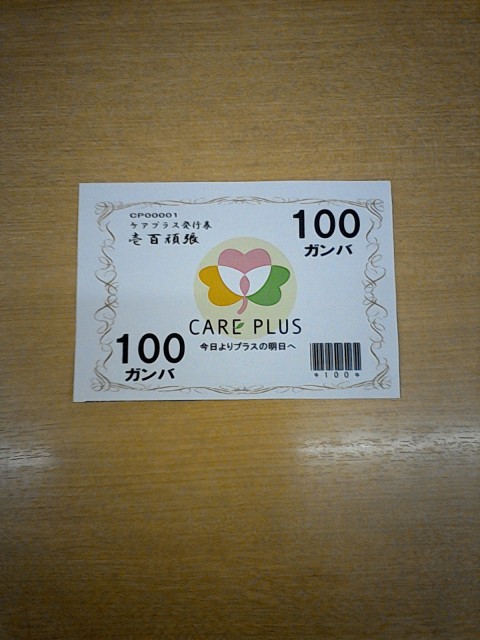 CP00001
ケアプラス発行券
壱百頑張
100
ガンバ
CARE PLUS
今日よりプラスの明日へ
100
ガンバ
*100*